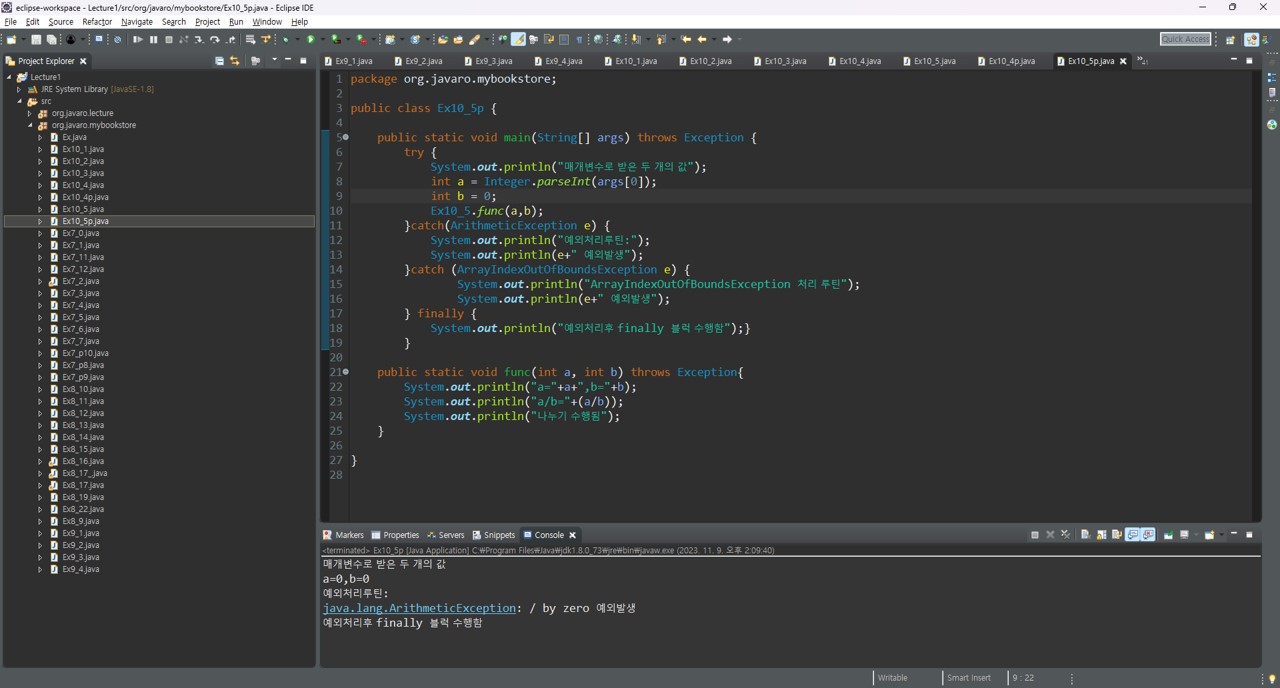 eclipse-workspace - Lecture1/src/org/javaro/mybookstore/Ex10_5p.java - Eclipse IDE
File Edit Source Refactor Navigate Search Project Run Window Help
Quick Access
Project Explorer
Ex9_1.java Ex9_2.java Ex9_3.java Ex9_4.java Ex10_1.java Ex10_2.java Ex10_3.java Ex10_4.java Ex10_5.java Ex10_4p.java Ex10_5p.java
Lecture1
JRE System Library [JavaSE-1.8]
src
org.javaro.lecture
org.javaro.mybookstore
Ex.java
Ex10_1.java
Ex10_2.java
Ex10_3.java
Ex10_4.java
Ex10_4p.java
Ex10_5.java
Ex10_5p.java
Ex7_0.java
Ex7_1.java
Ex7_11.java
Ex7_12.java
Ex7_2.java
Ex7_3.java
Ex7_4.java
Ex7_5.java
Ex7_6.java
Ex7_7.java
Ex7_p10.java
Ex7_p8.java
Ex7_p9.java
Ex8_10.java
Ex8_11.java
Ex8_12.java
Ex8_13.java
Ex8_14.java
Ex8_15.java
Ex8_16.java
Ex8_17_.java
Ex8_17.java
Ex8_19.java
Ex8_22.java
Ex8_9.java
Ex9_1.java
Ex9_2.java
Ex9_3.java
Ex9_4.java
1 package org.javaro.mybookstore;
2
3 public class Ex10_5p {
4
5 public static void main(String[] args) throws Exception {
6 try {
7 System.out.println("매개변수로 받은 두 개의 값");
8 int a = Integer.parseInt(args[0]);
9 int b = 0;
10 Ex10_5.func(a,b);
11 }catch(ArithmeticException e) {
12 System.out.println("예외처리루틴:");
13 System.out.println(e+" 예외발생");
14 }catch (ArrayIndexOutOfBoundsException e) {
15 System.out.println("ArrayIndexOutOfBoundsException 처리 루틴");
16 System.out.println(e+" 예외발생");
17 } finally {
18 System.out.println("예외처리후 finally 블럭 수행함");}
19 }
20
21 public static void func(int a, int b) throws Exception{
22 System.out.println("a="+a+",b="+b);
23 System.out.println("a/b="+(a/b));
24 System.out.println("나누기 수행됨");
25 }
26
27 }
28
Markers Properties Servers Snippets Console
<terminated> Ex10_5p [Java Application] C:₩Program Files₩Java₩jdk1.8.0_73₩jre₩bin₩javaw.exe (2023. 11. 9. 오후 2:09:40)
매개변수로 받은 두 개의 값
a=0,b=0
예외처리루틴:
java.lang.ArithmeticException: / by zero 예외발생
예외처리후 finally 블럭 수행함
Writable Smart Insert 9 : 22